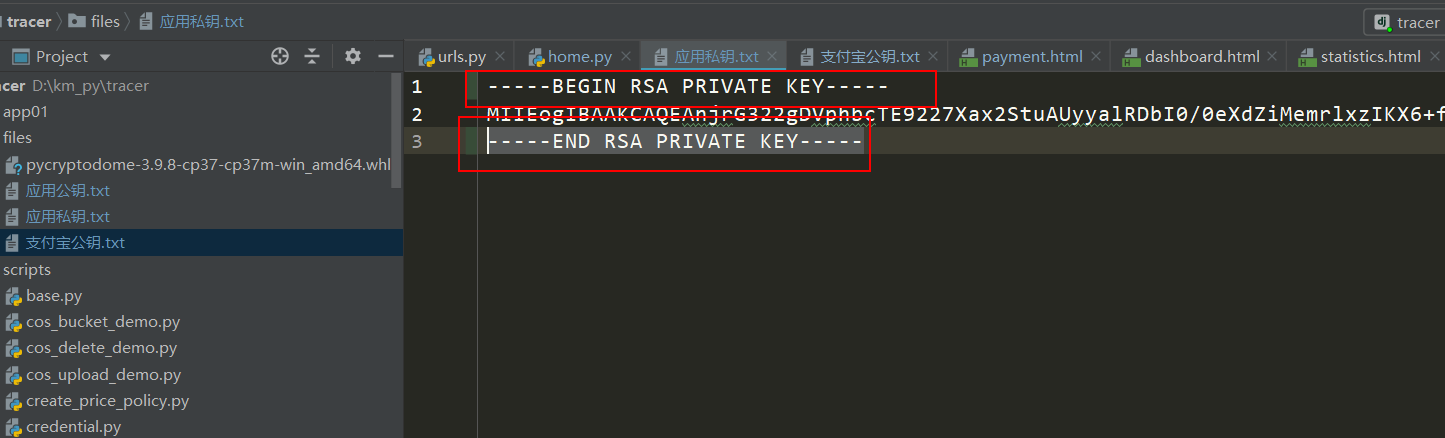 tracer files 应用私钥.txt
tracer
Project
urls.py home.py 应用私钥.txt 支付宝公钥.txt payment.html dashboard.html statistics.html
acer D:\km_py\tracer
app01
files
pycryptodome-3.9.8-cp37-cp37m-win_amd64.whl
应用公钥.txt
应用私钥.txt
支付宝公钥.txt
scripts
base.py
cos_bucket_demo.py
cos_delete_demo.py
cos_upload_demo.py
create_price_policy.py
credential.py
1 -----BEGIN RSA PRIVATE KEY-----
2 MIIEogIBAAKCAQEAnjrG322gDVphbcTE9227Xax2StuAUyyalRDbI0/0eXdZiMemrlxzIKX6+f
3 -----END RSA PRIVATE KEY-----